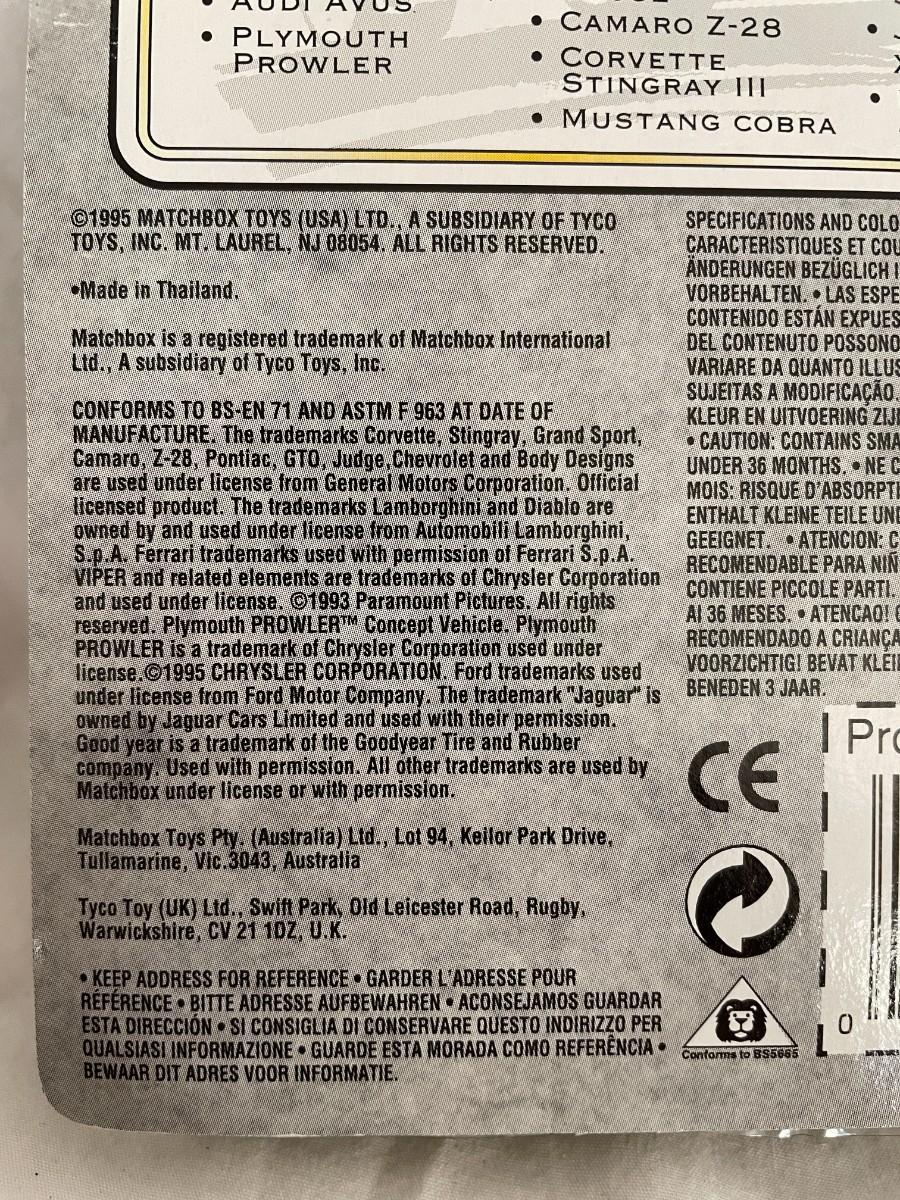 AUDI AVUS
• PLYMOUTH
PROWLER
• CAMARO Z-28
• CORVETTE
STINGRAY III
• MUSTANG COBRA
©1995 MATCHBOX TOYS (USA) LTD., A SUBSIDIARY OF TYCO
TOYS, INC. MT. LAUREL, NJ 08054. ALL RIGHTS RESERVED.
•Made in Thailand.
Matchbox is a registered trademark of Matchbox International
Ltd., A subsidiary of Tyco Toys, Inc.
CONFORMS TO BS-EN 71 AND ASTM F 963 AT DATE OF
MANUFACTURE. The trademarks Corvette, Stingray, Grand Sport,
Camaro, Z-28, Pontiac, GTO, Judge,Chevrolet and Body Designs
are used under license from General Motors Corporation. Official
licensed product. The trademarks Lamborghini and Diablo are
owned by and used under license from Automobili Lamborghini,
S.p.A. Ferrari trademarks used with permission of Ferrari S.p.A.
VIPER and related elements are trademarks of Chrysler Corporation
and used under license. ©1993 Paramount Pictures. All rights
reserved. Plymouth PROWLER™ Concept Vehicle. Plymouth
PROWLER is a trademark of Chrysler Corporation used under
license.©1995 CHRYSLER CORPORATION. Ford trademarks used
under license from Ford Motor Company. The trademark "Jaguar" is
owned by Jaguar Cars Limited and used with their permission.
Good year is a trademark of the Goodyear Tire and Rubber
company. Used with permission. All other trademarks are used by
Matchbox under license or with permission.
Matchbox Toys Pty. (Australia) Ltd., Lot 94, Keilor Park Drive,
Tullamarine, Vic.3043, Australia
Tyco Toy (UK) Ltd., Swift Park, Old Leicester Road, Rugby,
Warwickshire, CV 21 1DZ, U.K.
• KEEP ADDRESS FOR REFERENCE • GARDER L'ADRESSE POUR
RÉFÉRENCE • BITTE ADRESSE AUFBEWAHREN • ACONSEJAMOS GUARDAR
ESTA DIRECCIÓN • SI CONSIGLIA DI CONSERVARE QUESTO INDIRIZZO PER
QUALSIASI INFORMAZIONE • GUARDE ESTA MORADA COMO REFERÊNCIA •
BEWAAR DIT ADRES VOOR INFORMATIE.
SPECIFICATIONS AND COLO
CARACTERISTIQUES ET COU
ÄNDERUNGEN BEZÜGLICH I
VORBEHALTEN. • LAS ESPE
CONTENIDO ESTÁN EXPUES
DEL CONTENUTO POSSONO
VARIARE DA QUANTO ILLUS
SUJEITAS A MODIFICAÇÃO.
KLEUR EN UITVOERING ZIJ
• CAUTION: CONTAINS SMA
UNDER 36 MONTHS. • NE C
MOIS: RISQUE D'ABSORPTI
ENTHALT KLEINE TEILE UN
GEEIGNET. • ATENCION: C
RECOMENDABLE PARA NIÑ
CONTIENE PICCOLE PARTI.
AI 36 MESES. • ATENCAO!
RECOMENDADO A CRIANÇA
VOORZICHTIG! BEVAT KLEI
BENEDEN 3 JAAR.
CE
Pro
0
Conforms to BS5665